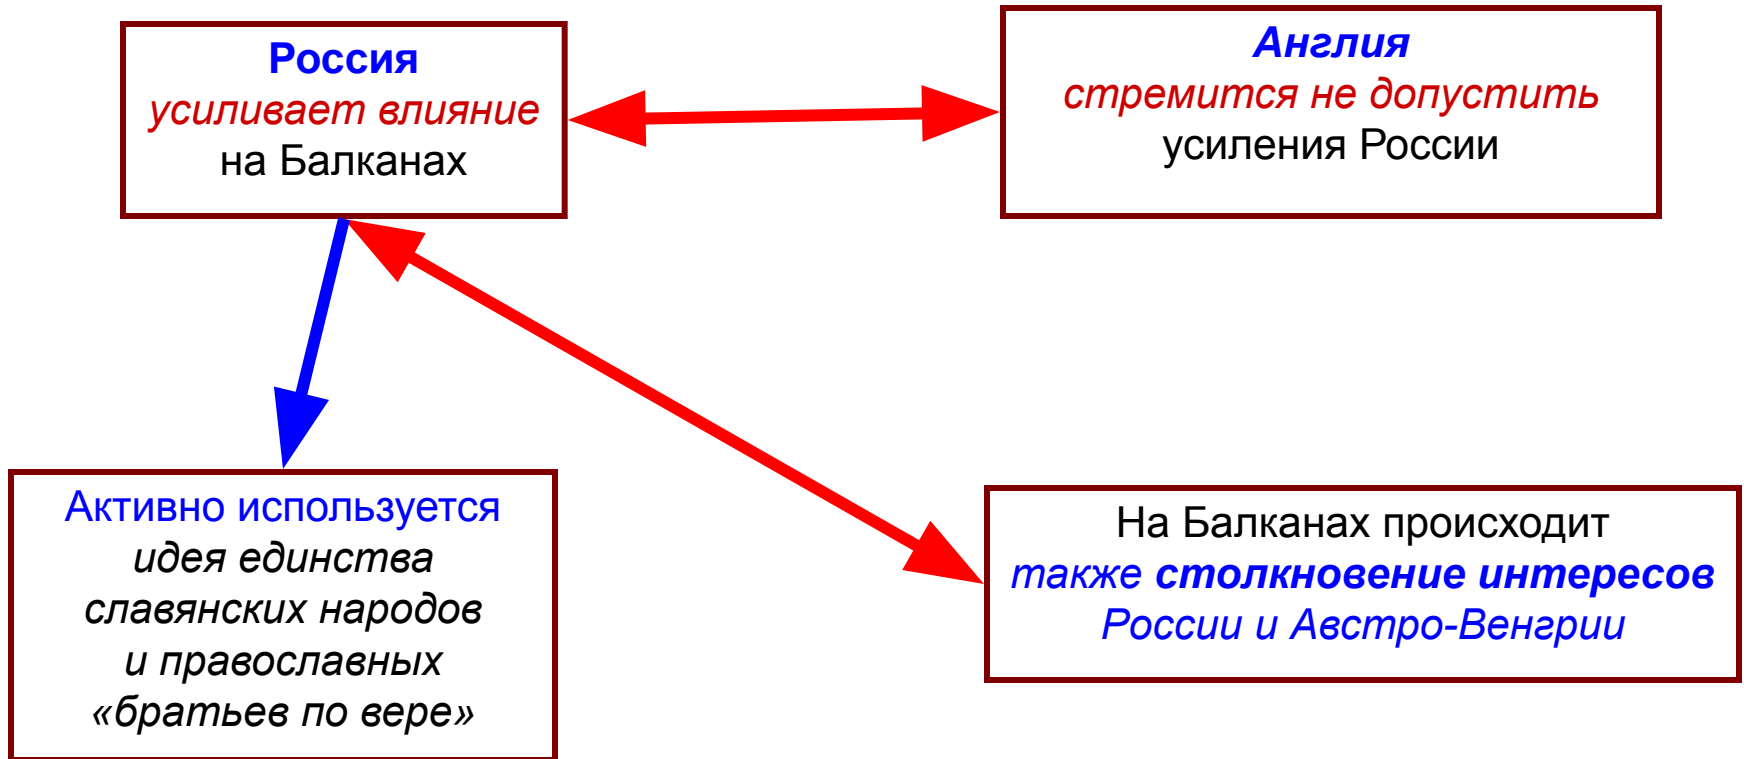 Россия
усиливает влияние
на Балканах
Англия
стремится не допустить
усиления России
Активно используется
идея единства
славянских народов
и православных
«братьев по вере»
На Балканах происходит
также столкновение интересов
России и Австро-Венгрии